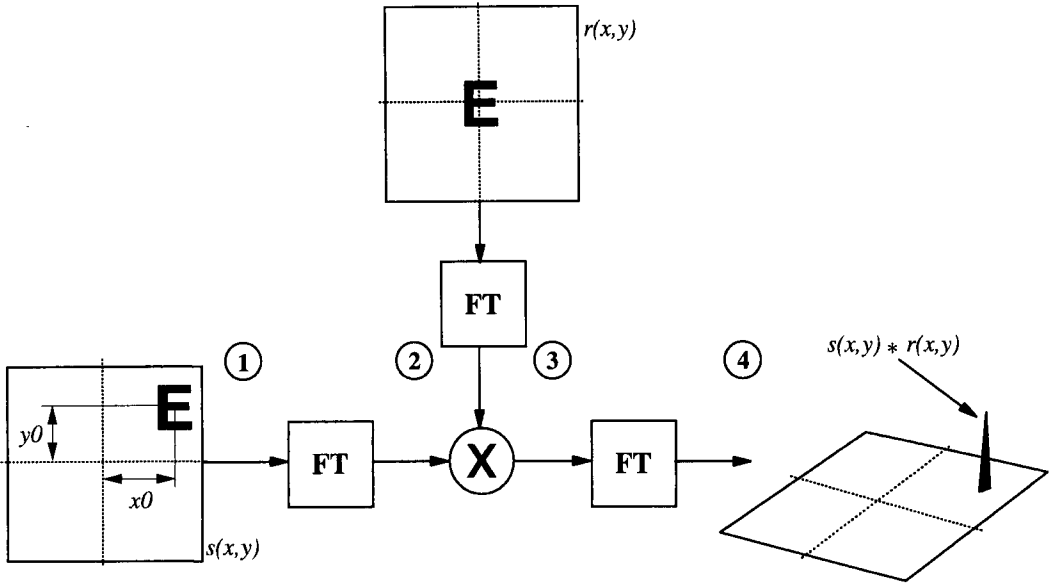 r(x,y)
E
FT
1
2
3
4
s(x,y) * r(x,y)
E
y0
x0
FT
X
FT
s(x,y)